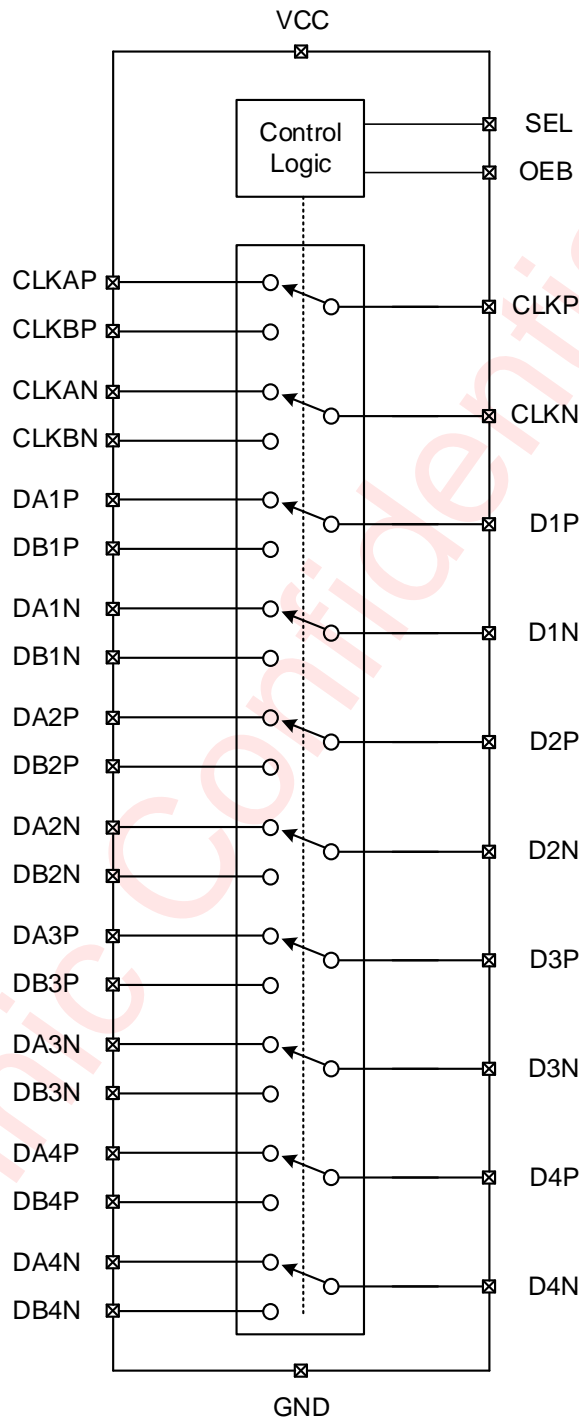 VCC
Control
Logic
SEL
OEB
CLKAP
CLKP
CLKBP
CLKAN
CLKN
CLKBN
DA1P
D1P
DB1P
DA1N
D1N
DB1N
DA2P
D2P
DB2P
DA2N
D2N
DB2N
DA3P
D3P
DB3P
DA3N
D3N
DB3N
DA4P
D4P
DB4P
DA4N
D4N
DB4N
GND